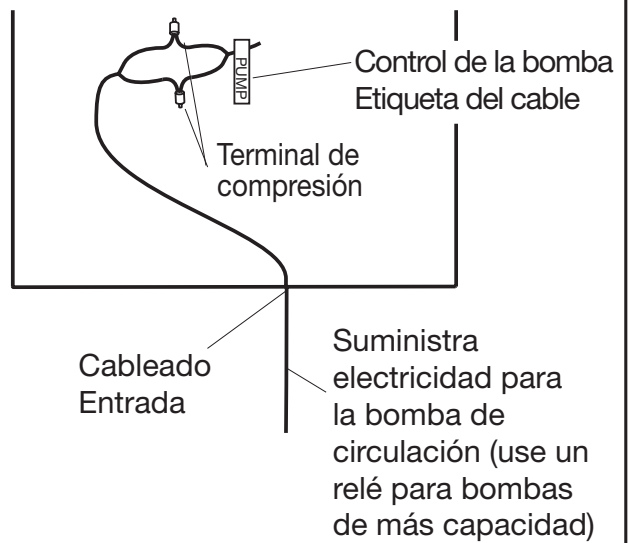 PUMP
Control de la bomba
Etiqueta del cable
Terminal de
compresión
Cableado
Entrada
Suministra
electricidad para
la bomba de
circulación (use un
relé para bombas
de más capacidad)